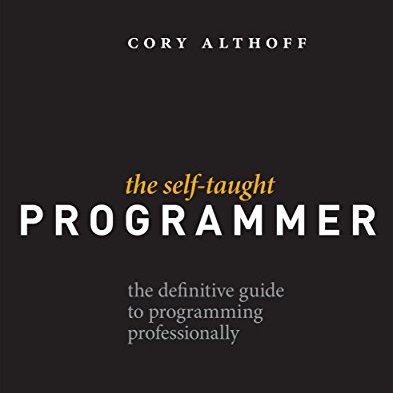 CORY ALTHOFF
the self-taught
PROGRAMMER
the definitive guide
to programming
professionally